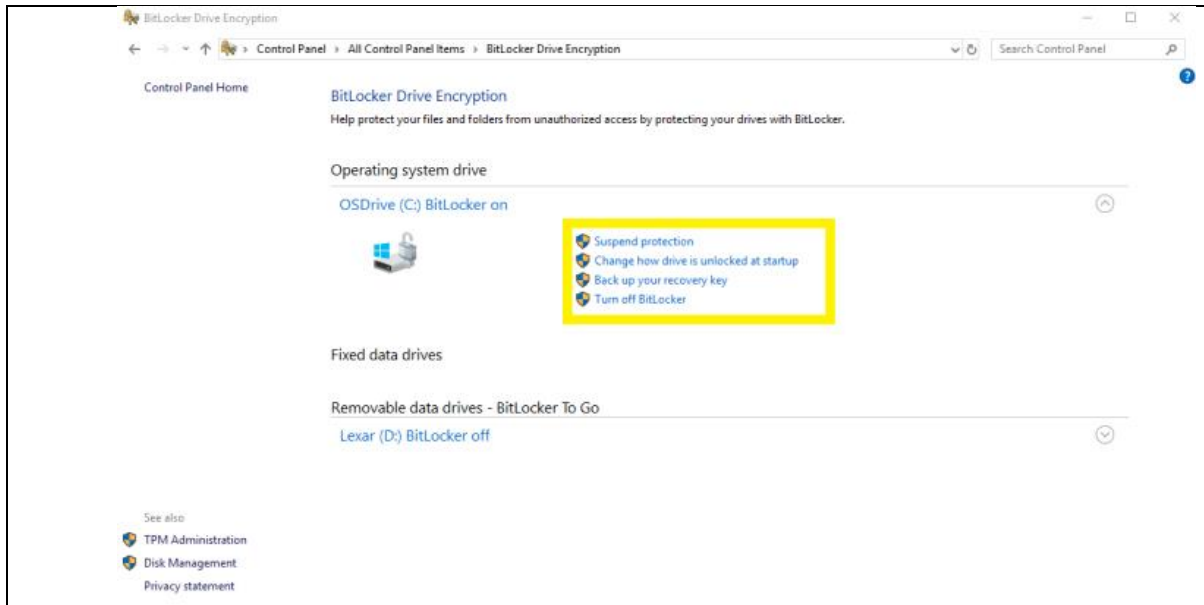 BitLocker Drive Encryption
Control Panel > All Control Panel Items > BitLocker Drive Encryption
Search Control Panel
Control Panel Home
BitLocker Drive Encryption
Help protect your files and folders from unauthorized access by protecting your drives with BitLocker.
Operating system drive
OSDrive (C:) BitLocker on
Suspend protection
Change how drive is unlocked at startup
Back up your recovery key
Turn off BitLocker
Fixed data drives
Removable data drives - BitLocker To Go
Lexar (D:) BitLocker off
See also
TPM Administration
Disk Management
Privacy statement